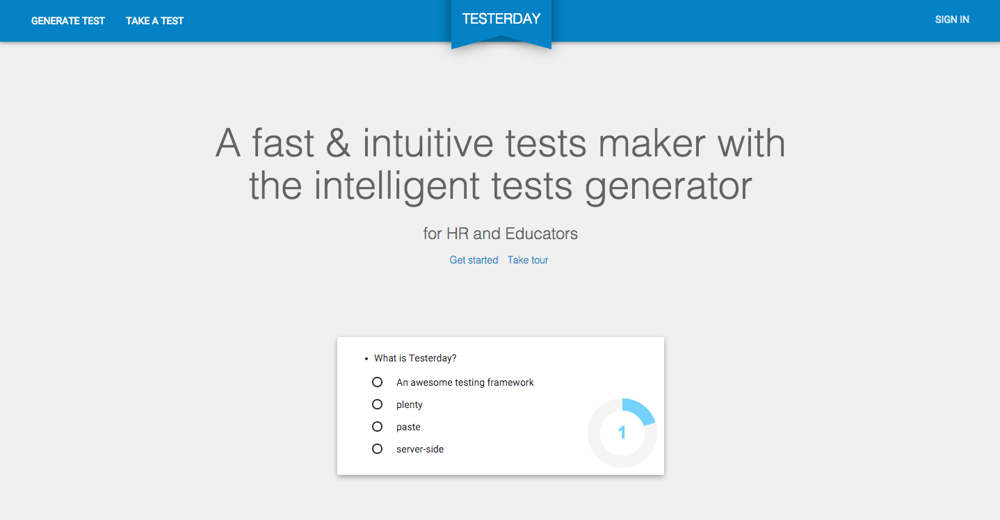 GENERATE TEST
TAKE A TEST
TESTERDAY
SIGN IN
A fast & intuitive tests maker with
the intelligent tests generator
for HR and Educators
Get started Take tour
• What is Testerday?
An awesome testing framework
plenty
paste
server-side
1